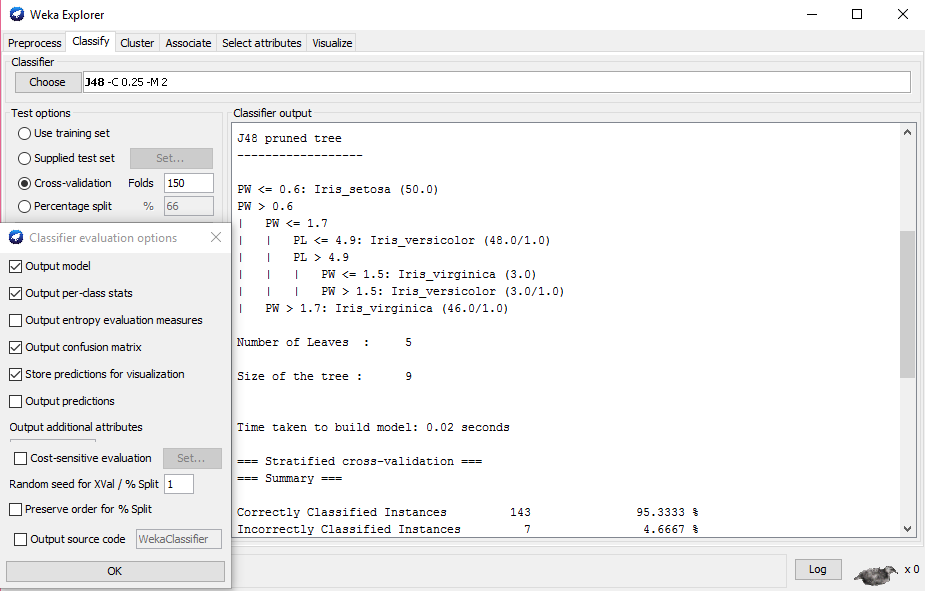 Weka Explorer
Preprocess Classify Cluster Associate Select attributes Visualize
Classifier
Choose J48 -C 0.25 -M 2
Test options
Use training set
Supplied test set Set...
Cross-validation Folds 150
Percentage split % 66
Classifier evaluation options
Output model
Output per-class stats
Output entropy evaluation measures
Output confusion matrix
Store predictions for visualization
Output predictions
Output additional attributes
Cost-sensitive evaluation Set...
Random seed for XVal / % Split 1
Preserve order for % Split
Output source code WekaClassifier
OK
Classifier output
J48 pruned tree
------------------
PW <= 0.6: Iris_setosa (50.0)
PW > 0.6
|   PW <= 1.7
|   |   PL <= 4.9: Iris_versicolor (48.0/1.0)
|   |   PL > 4.9
|   |   |   PW <= 1.5: Iris_virginica (3.0)
|   |   |   PW > 1.5: Iris_versicolor (3.0/1.0)
|   PW > 1.7: Iris_virginica (46.0/1.0)
Number of Leaves  :     5
Size of the tree :      9
Time taken to build model: 0.02 seconds
=== Stratified cross-validation ===
=== Summary ===
Correctly Classified Instances         143               95.3333 %
Incorrectly Classified Instances         7                4.6667 %
Log x 0